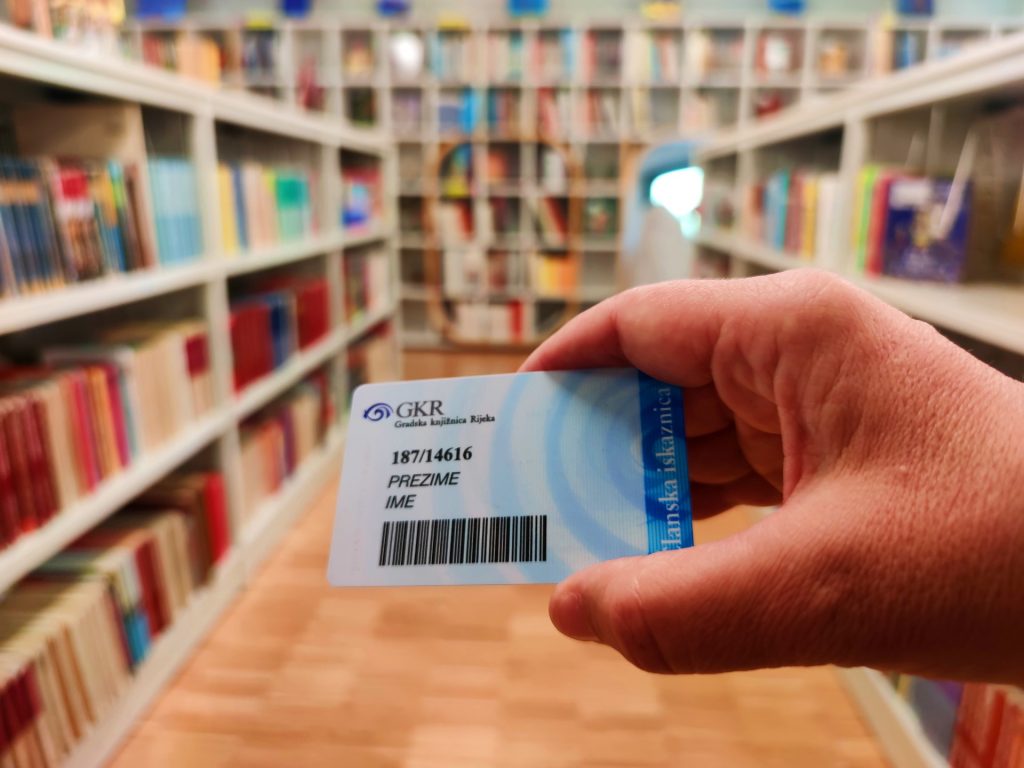 GKR
Gradska knjižnica Rijeka
187/14616
PREZIME
IME
članska iskaznica